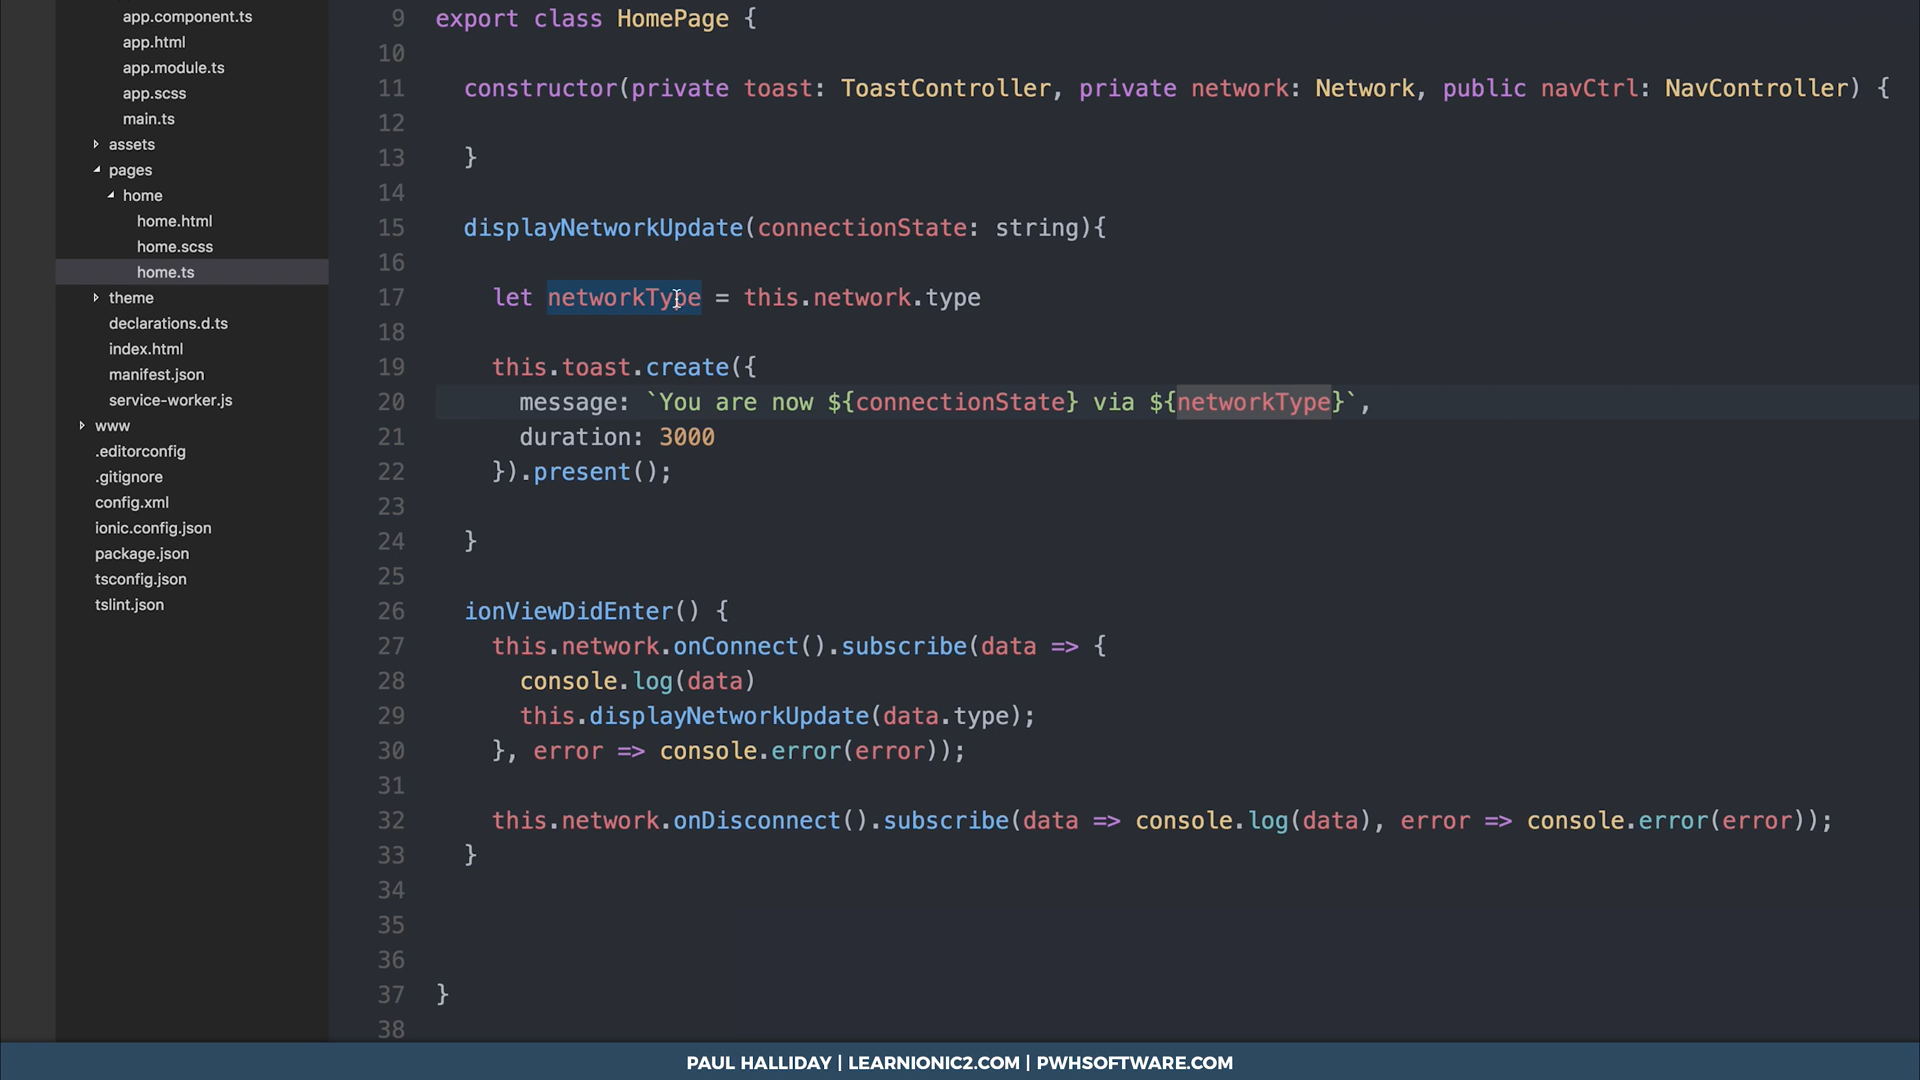 app.component.ts
app.html
app.module.ts
app.scss
main.ts
assets
pages
home
home.html
home.scss
home.ts
theme
declarations.d.ts
index.html
manifest.json
service-worker.js
www
.editorconfig
.gitignore
config.xml
ionic.config.json
package.json
tsconfig.json
tslint.json
9 export class HomePage {
10
11 constructor(private toast: ToastController, private network: Network, public navCtrl: NavController) {
12
13 }
14
15 displayNetworkUpdate(connectionState: string){
16
17 let networkType = this.network.type
18
19 this.toast.create({
20 message: `You are now ${connectionState} via ${networkType}`,
21 duration: 3000
22 }).present();
23
24 }
25
26 ionViewDidEnter() {
27 this.network.onConnect().subscribe(data => {
28 console.log(data)
29 this.displayNetworkUpdate(data.type);
30 }, error => console.error(error));
31
32 this.network.onDisconnect().subscribe(data => console.log(data), error => console.error(error));
33 }
34
35
36
37 }
38
PAUL HALLIDAY | LEARNIONIC2.COM | PWHSOFTWARE.COM